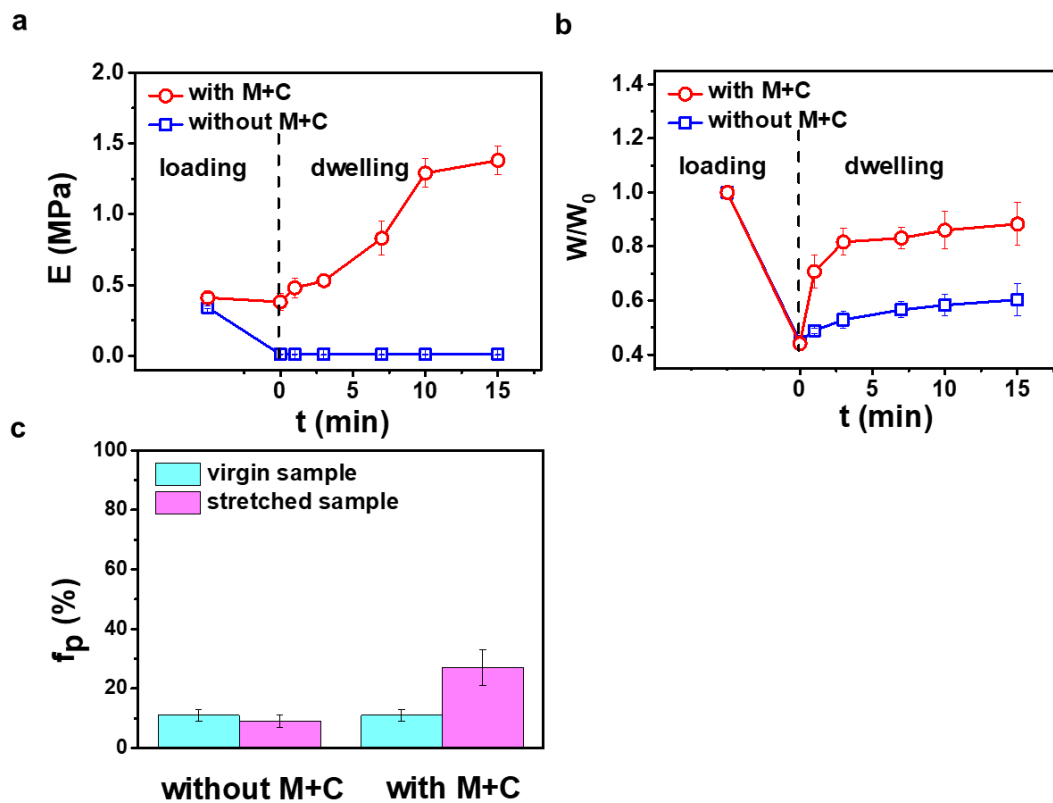 a
2.0
1.5
1.0
0.5
0.0
E (MPa)
with M+C
without M+C
loading
dwelling
0
5
10
15
t (min)
b
1.4
1.2
1.0
0.8
0.6
0.4
W/W0
with M+C
without M+C
loading
dwelling
0
5
10
15
t (min)
c
100
80
60
40
20
0
fp (%)
virgin sample
stretched sample
without M+C
with M+C